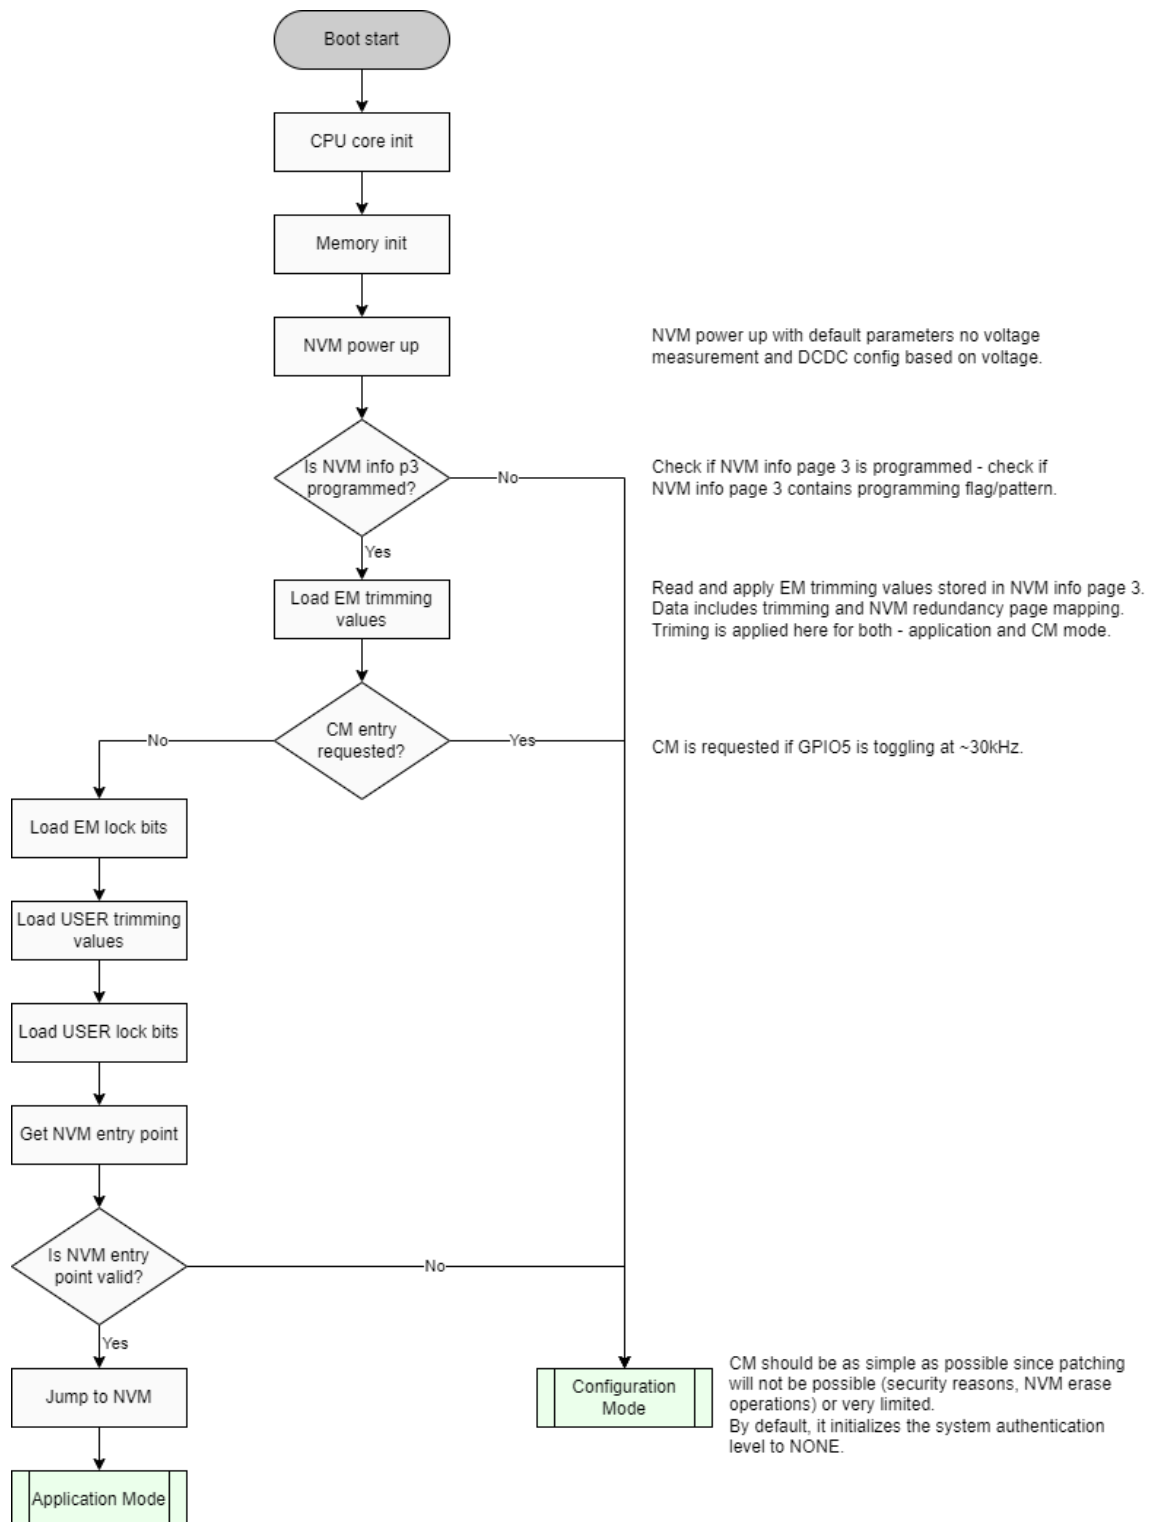 Boot start
CPU core init
Memory init
NVM power up
NVM power up with default parameters no voltage
measurement and DCDC config based on voltage.
Is NVM info p3
programmed?
No
Check if NVM info page 3 is programmed - check if
NVM info page 3 contains programming flag/pattern.
Yes
Load EM trimming
values
Read and apply EM trimming values stored in NVM info page 3.
Data includes trimming and NVM redundancy page mapping.
Triming is applied here for both - application and CM mode.
CM entry
requested?
No
Yes
CM is requested if GPIO5 is toggling at ~30kHz.
Load EM lock bits
Load USER trimming
values
Load USER lock bits
Get NVM entry point
Is NVM entry
point valid?
No
Yes
Jump to NVM
Configuration
Mode
CM should be as simple as possible since patching
will not be possible (security reasons, NVM erase
operations) or very limited.
By default, it initializes the system authentication
level to NONE.
Application Mode